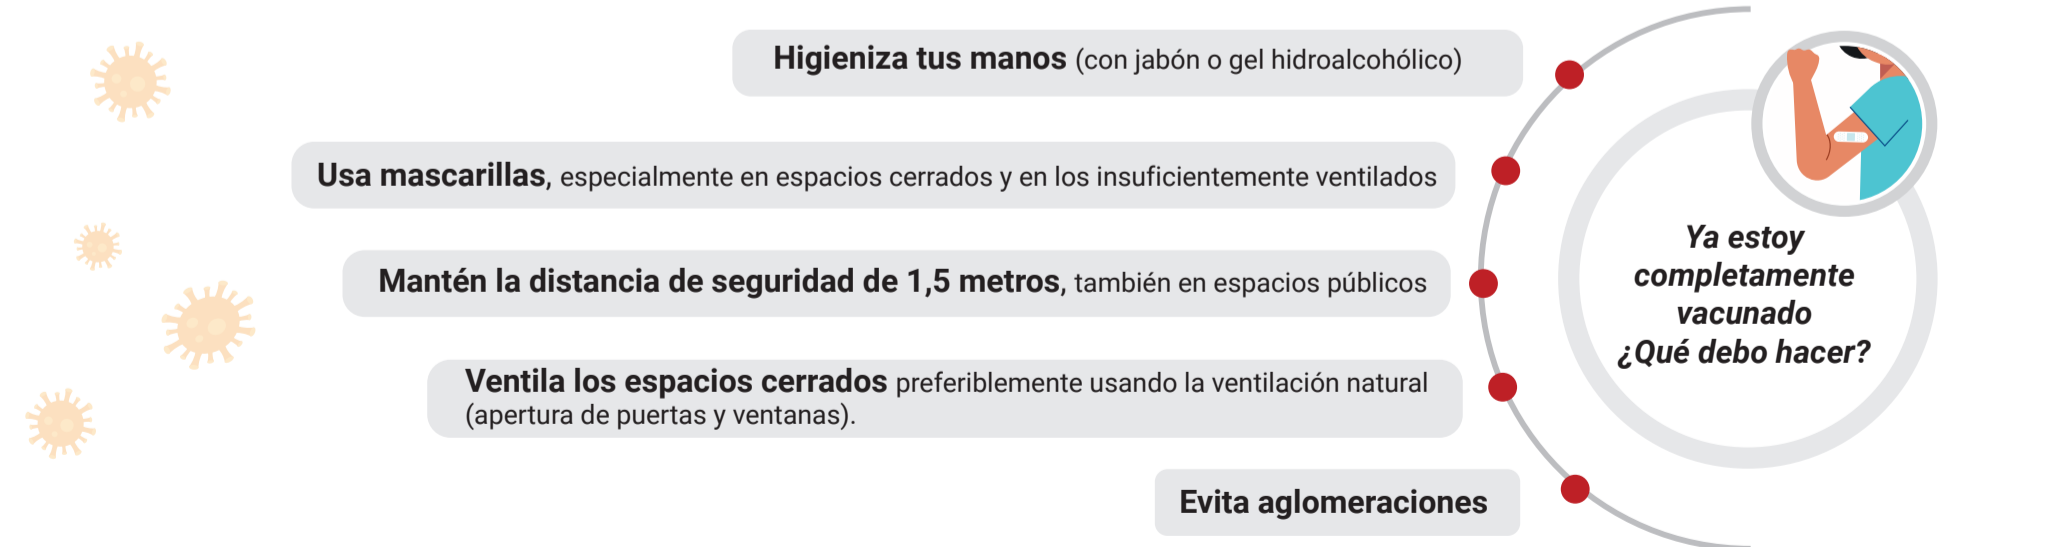 Higieniza tus manos (con jabón o gel hidroalcohólico)
Usa mascarillas, especialmente en espacios cerrados y en los insuficientemente ventilados
Mantén la distancia de seguridad de 1,5 metros, también en espacios públicos
Ventila los espacios cerrados preferiblemente usando la ventilación natural
(apertura de puertas y ventanas).
Evita aglomeraciones
Ya estoy
completamente
vacunado
¿Qué debo hacer?